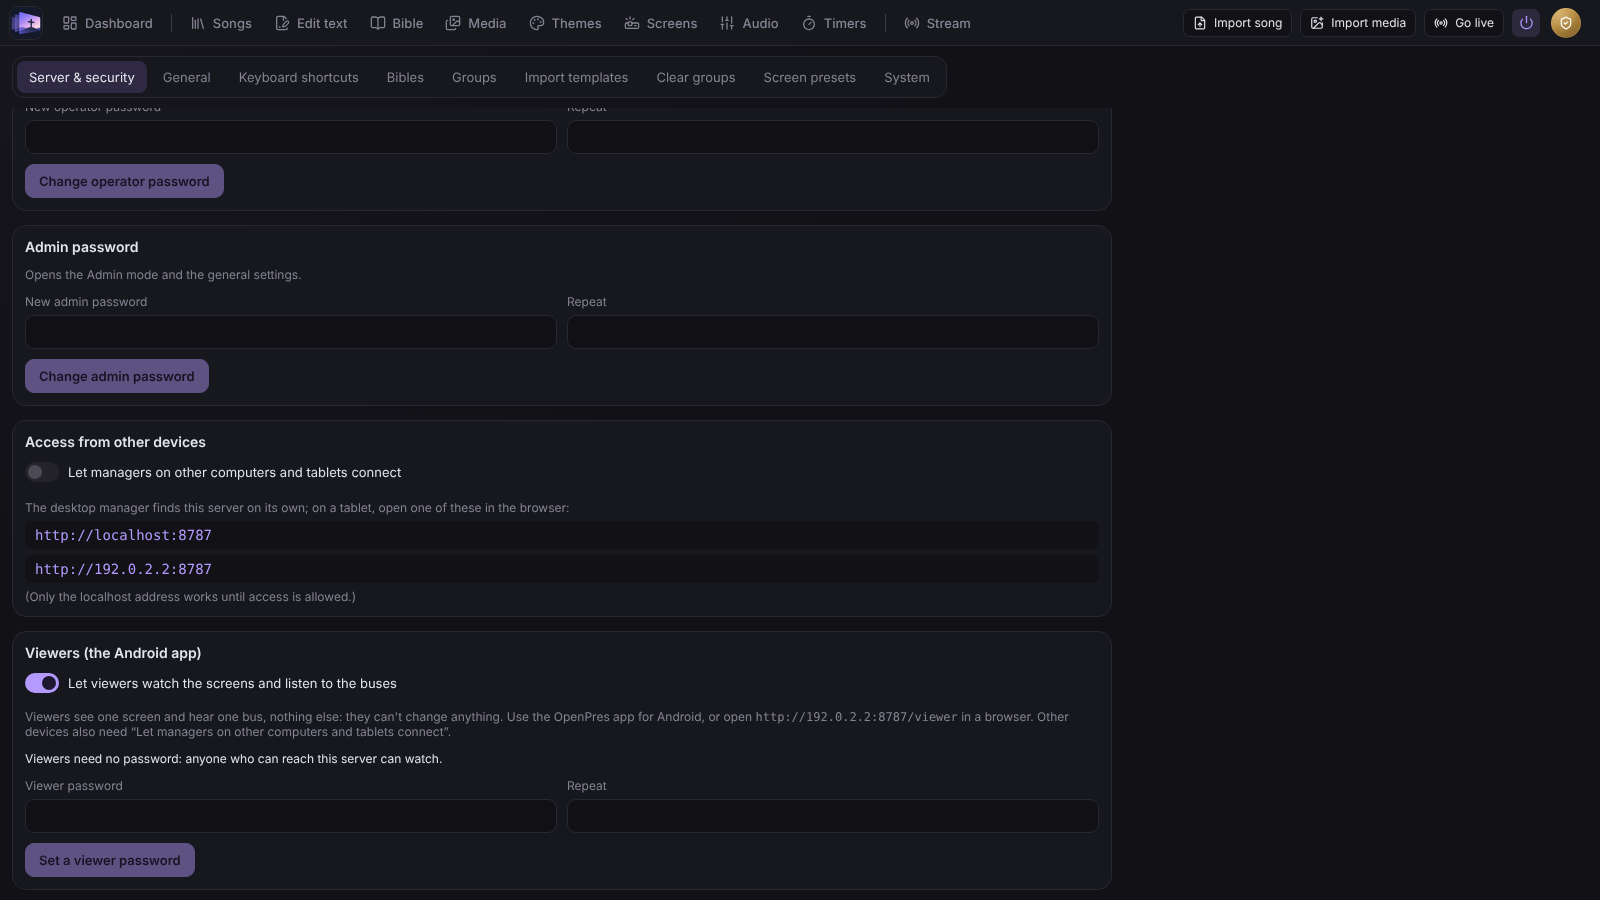 Dashboard
Songs
Edit text
Bible
Media
Themes
Screens
Audio
Timers
Stream
Import song
Import media
Go live
Server & security
General
Keyboard shortcuts
Bibles
Groups
Import templates
Clear groups
Screen presets
System
New operator password
Repeat
Change operator password
Admin password
Opens the Admin mode and the general settings.
New admin password
Repeat
Change admin password
Access from other devices
Let managers on other computers and tablets connect
The desktop manager finds this server on its own; on a tablet, open one of these in the browser:
http://localhost:8787
http://192.0.2.2:8787
(Only the localhost address works until access is allowed.)
Viewers (the Android app)
Let viewers watch the screens and listen to the buses
Viewers see one screen and hear one bus, nothing else: they can't change anything. Use the OpenPres app for Android, or open http://192.0.2.2:8787/viewer in a browser. Other
devices also need “Let managers on other computers and tablets connect”.
Viewers need no password: anyone who can reach this server can watch.
Viewer password
Repeat
Set a viewer password